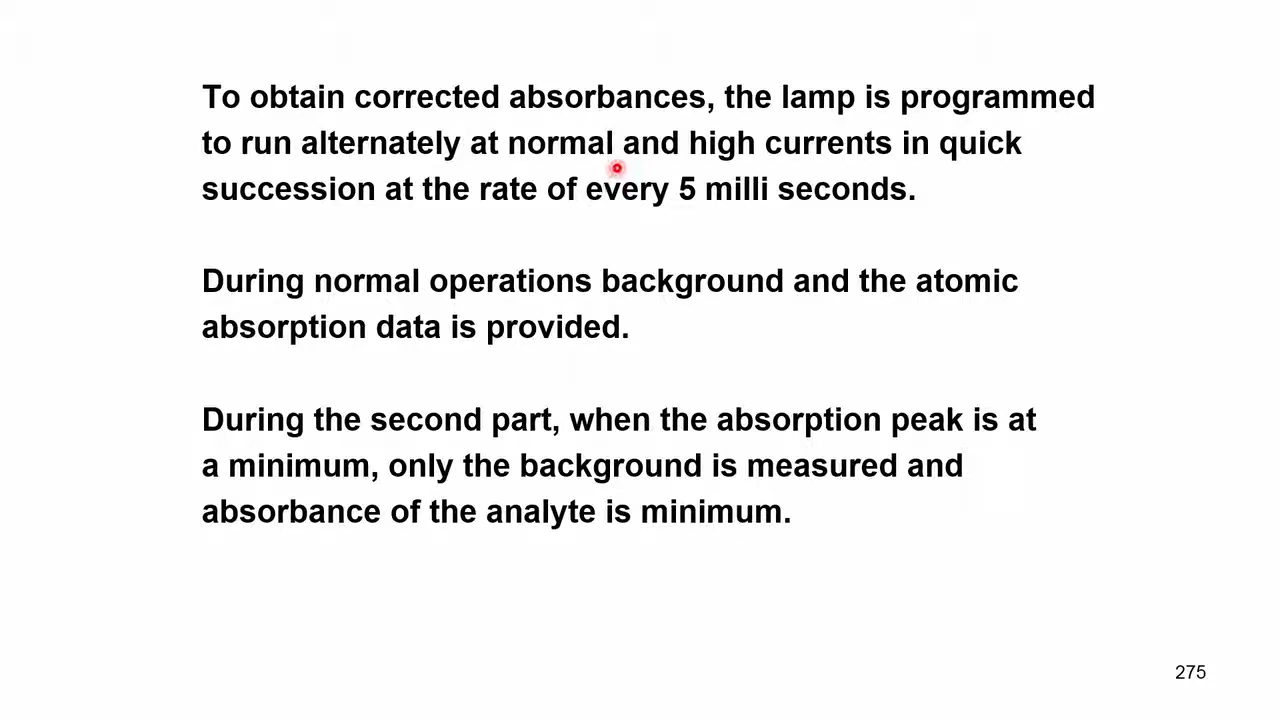 To obtain corrected absorbances, the lamp is programmed
to run alternately at normal and high currents in quick
succession at the rate of every 5 milli seconds.
During normal operations background and the atomic
absorption data is provided.
During the second part, when the absorption peak is at
a minimum, only the background is measured and
absorbance of the analyte is minimum.
275